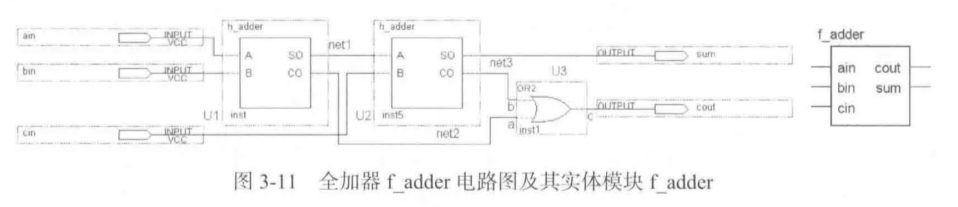 h_adder
h_adder
f_adder
ain
INPUT
VCC
A
SO
net1
A
SO
OUTPUT
sum
ain
cout
bin
INPUT
VCC
B
CO
B
CO
net3
U3
bin
sum
OR2
b
OUTPUT
cout
cin
U1
inst
U2
inst5
a
inst1
c
cin
INPUT
VCC
net2
图 3-11 全加器 f_adder 电路图及其实体模块 f_adder